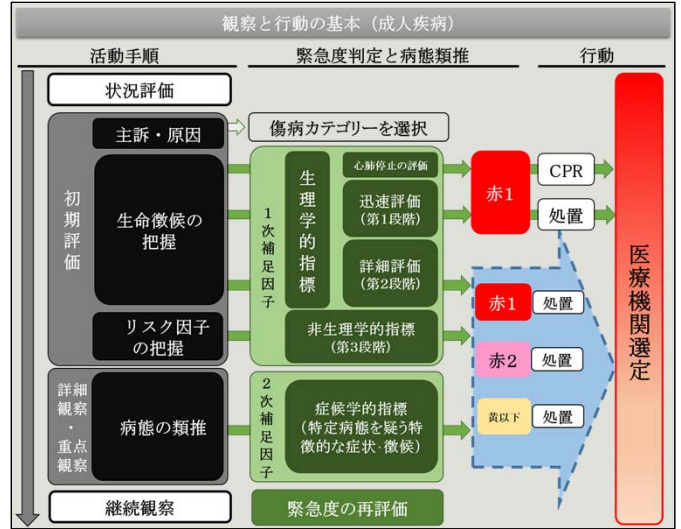 観察と行動の基本（成人疾病）
活動手順
緊急度判定と病態類推
行動
状況評価
初期評価
主訴・原因
生命徴候の
把握
リスク因子
の把握
傷病カテゴリーを選択
1次補足因子
生理学的指標
心肺停止の評価
迅速評価
(第1段階)
詳細評価
(第2段階)
非生理学的指標
(第3段階)
赤1
CPR
処置
赤1
処置
赤2
処置
黄以下
処置
医療機関選定
詳細
観察
・
重点
観察
病態の類推
2次補足因子
症候学的指標
(特定病態を疑う特
徴的な症状・徴候)
継続観察
緊急度の再評価